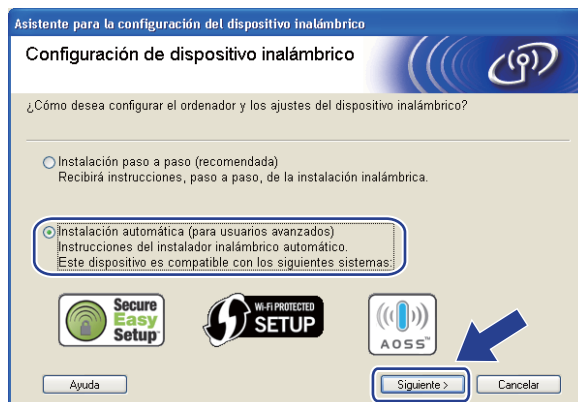 Asistente para la configuración del dispositivo inalámbrico
Configuración de dispositivo inalámbrico
¿Cómo desea configurar el ordenador y los ajustes del dispositivo inalámbrico?
Instalación paso a paso (recomendada)
Recibirá instrucciones, paso a paso, de la instalación inalámbrica.
Instalación automática (para usuarios avanzados)
Instrucciones del instalador inalámbrico automático.
Este dispositivo es compatible con los siguientes sistemas:
Secure
Easy
Setup™
Wi-Fi PROTECTED
SETUP
AOSS™
Ayuda
Siguiente >
Cancelar